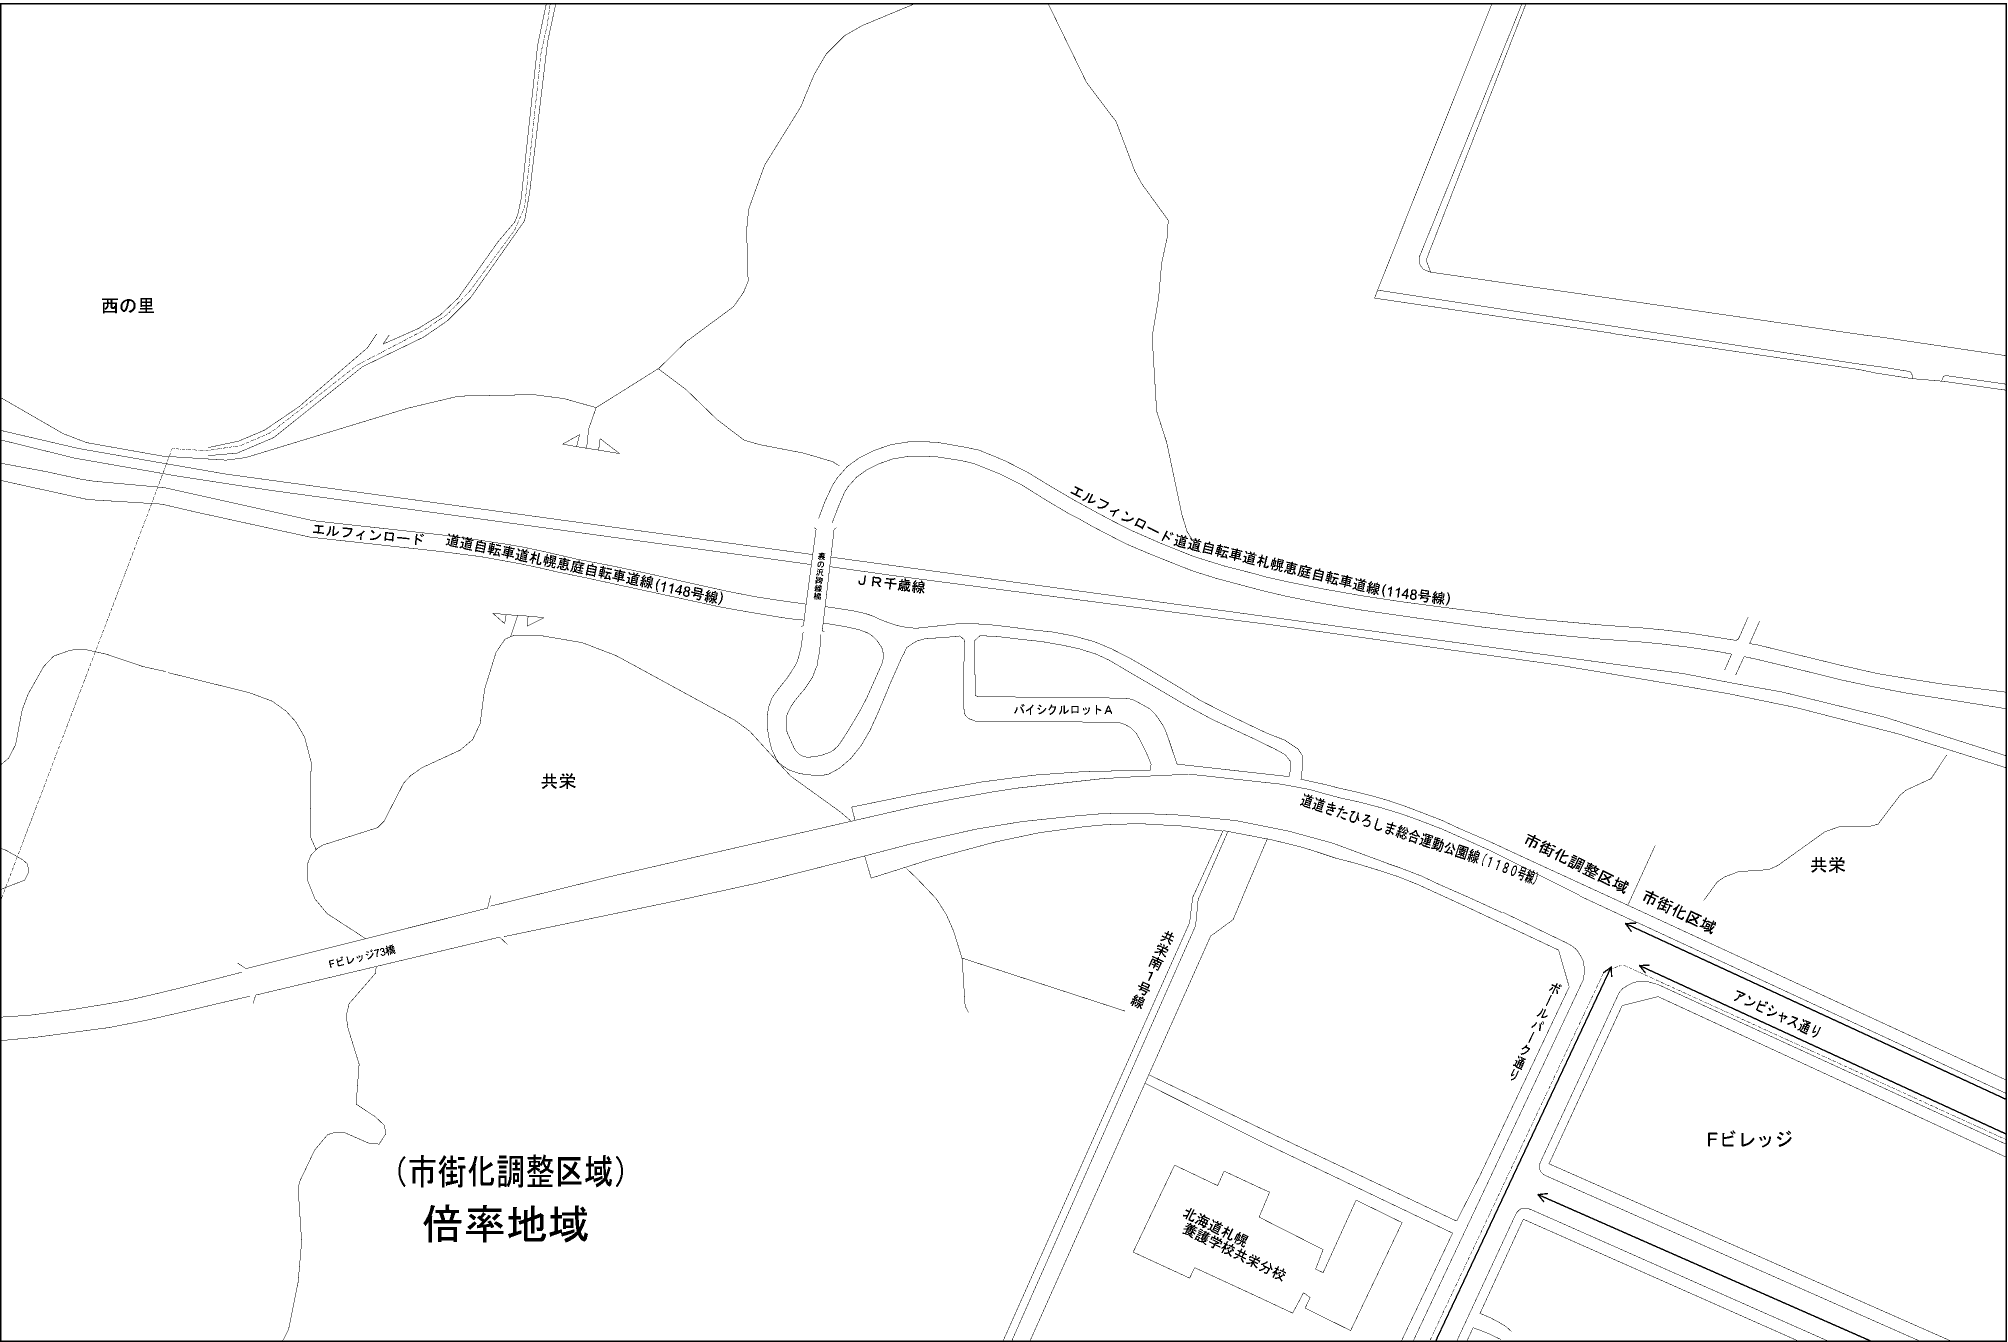 西の里
エルフィンロード 道道自転車道札幌恵庭自転車道線(1148号線)
エルフィンロード道道自転車道札幌恵庭自転車道線(1148号線)
JR千歳線
バイシクルロットA
共栄
道道きたひろしま総合運動公園線(1180号線)
市街化調整区域
市街化区域
共栄
Fビレッジ73橋
共栄南1号線
ボールパーク通り
アンビシャス通り
Fビレッジ
(市街化調整区域)
倍率地域
北海道札幌
養護学校共栄分校